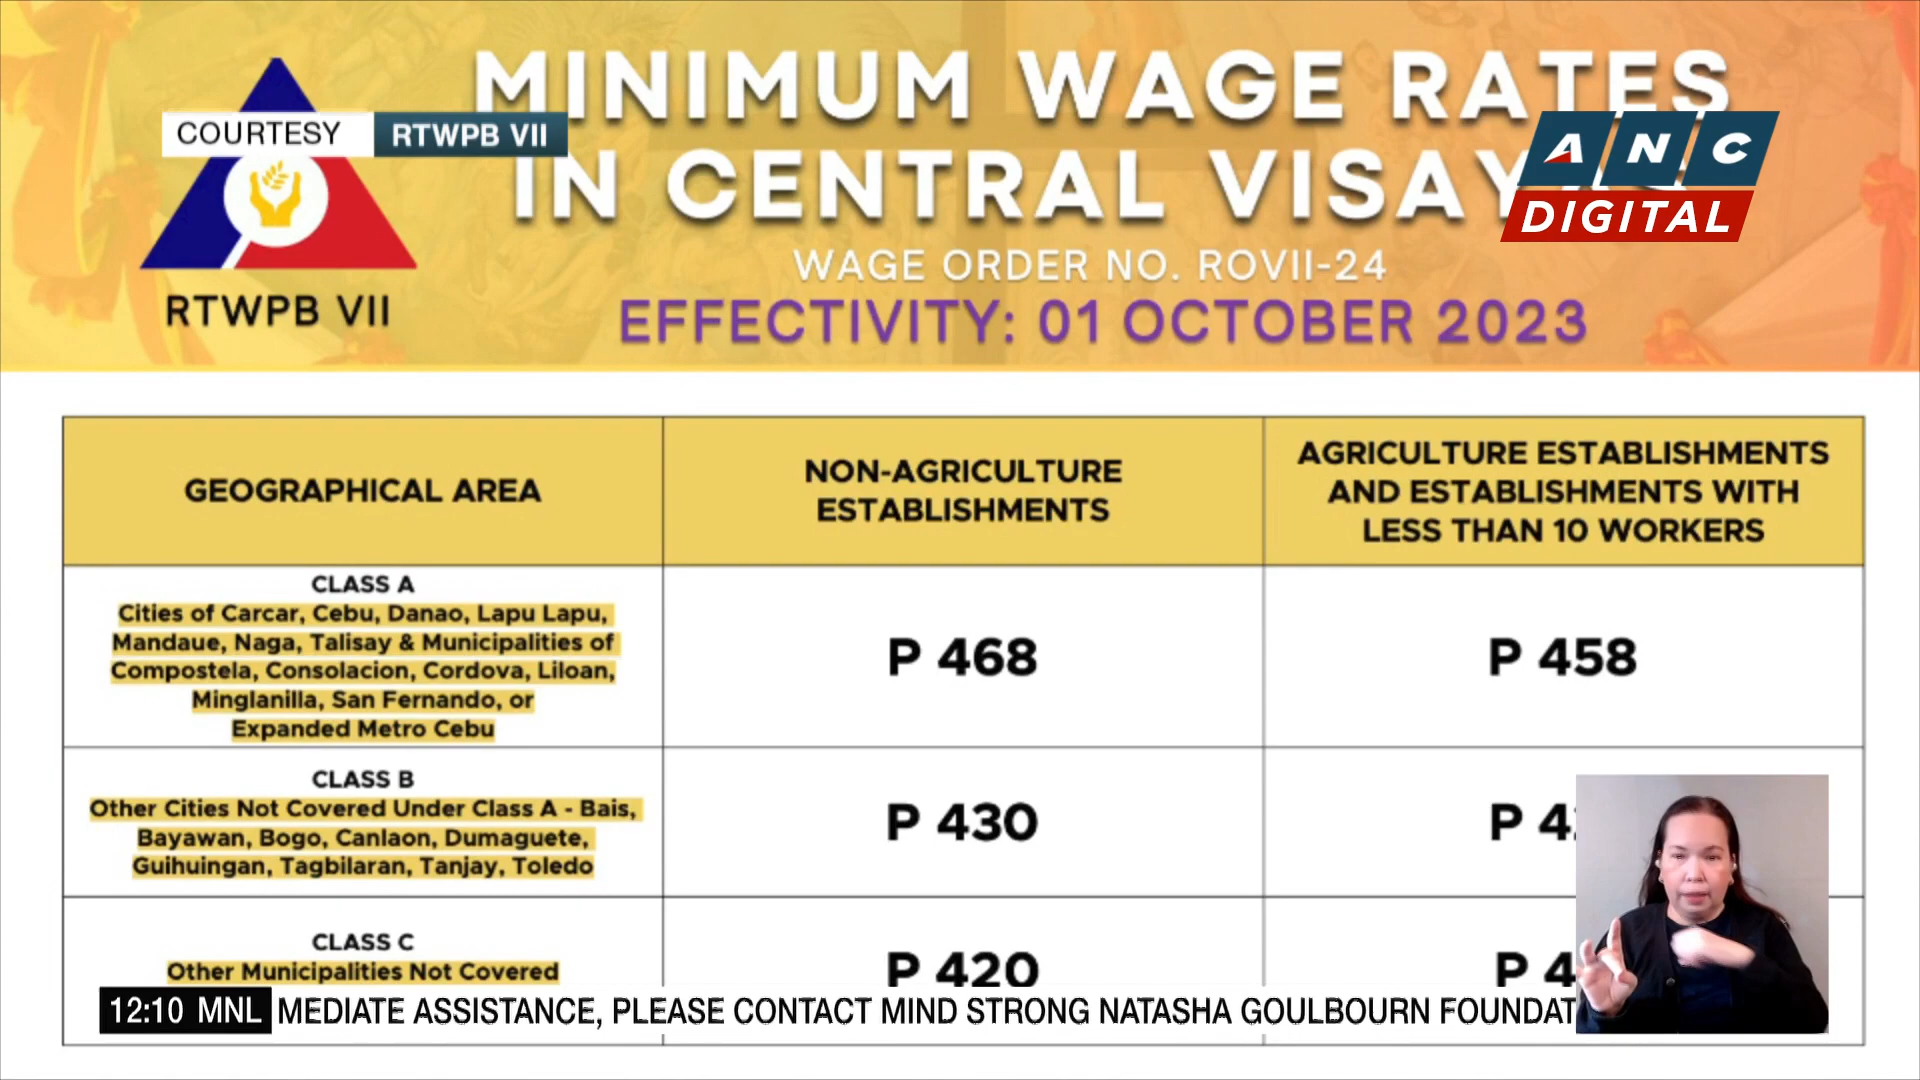 MINIMUM WAGE RATES
COURTESY RTWPB VII
IN CENTRAL
ANC
DIGITAL
WAGE ORDER NO. ROVII-24
EFFECTIVITY: 01 OCTOBER 2023
RTWPB VII
GEOGRAPHICAL AREA
NON-AGRICULTURE
ESTABLISHMENTS
AGRICULTURE ESTABLISHMENTS
AND ESTABLISHMENTS WITH
LESS THAN 10 WORKERS
CLASS A
Cities of Carcar, Cebu, Danao, Lapu Lapu,
Mandaue, Naga, Talisay & Municipalities of
Compostela, Consolacion, Cordova, Liloan,
Minglanilla, San Fernando, or
Expanded Metro Cebu
P 468
P 458
CLASS B
Other Cities Not Covered Under Class A - Bais,
Bayawan, Bogo, Canlaon, Dumaguete,
Guihuingan, Tagbilaran, Tanjay, Toledo
P 430
P
CLASS C
Other Municipalities Not Covered
P 420
P
12:10 MNL MEDIATE ASSISTANCE, PLEASE CONTACT MIND STRONG NATASHA GOULBOURN FOUNDAT